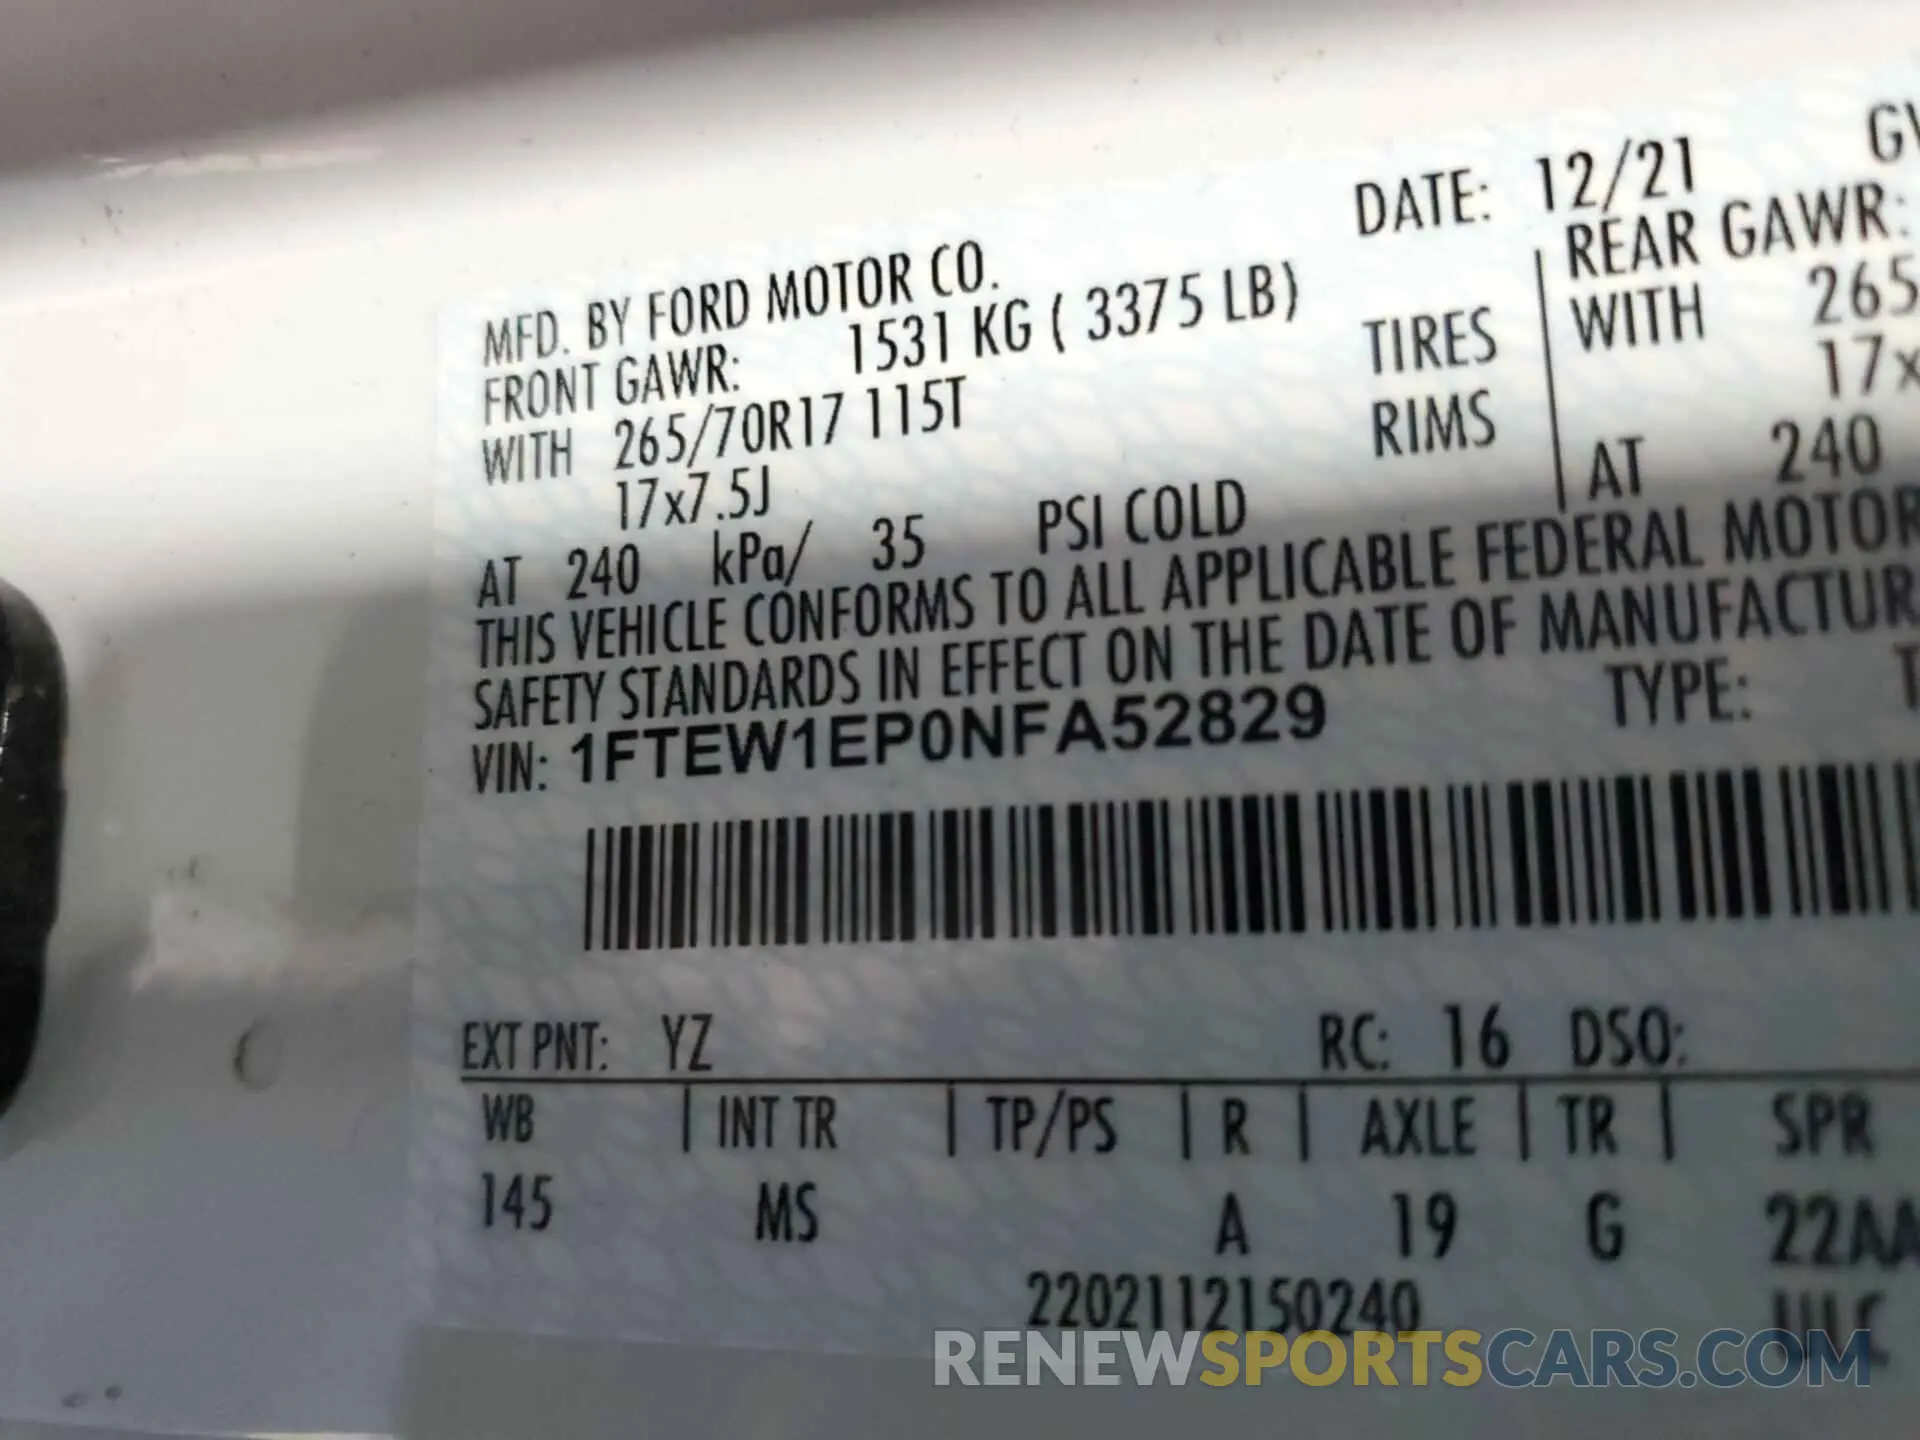 DATE: 12/21
MFD. BY FORD MOTOR CO.
FRONT GAWR: 1531 KG ( 3375 LB)
REAR GAWR:
WITH 265/70R17 115T TIRES WITH 265
17x7.5J RIMS 17x
AT 240 kPa/ 35 PSI COLD AT 240
THIS VEHICLE CONFORMS TO ALL APPLICABLE FEDERAL MOTOR
SAFETY STANDARDS IN EFFECT ON THE DATE OF MANUFACTUR
VIN: 1FTEW1EP0NFA52829 TYPE: T
EXT PNT: YZ RC: 16 DSO:
WB | INT TR | TP/PS | R | AXLE | TR | SPR
145 MS A 19 G 22AA
2202112150240
RENEWSPORTSCARS.COM